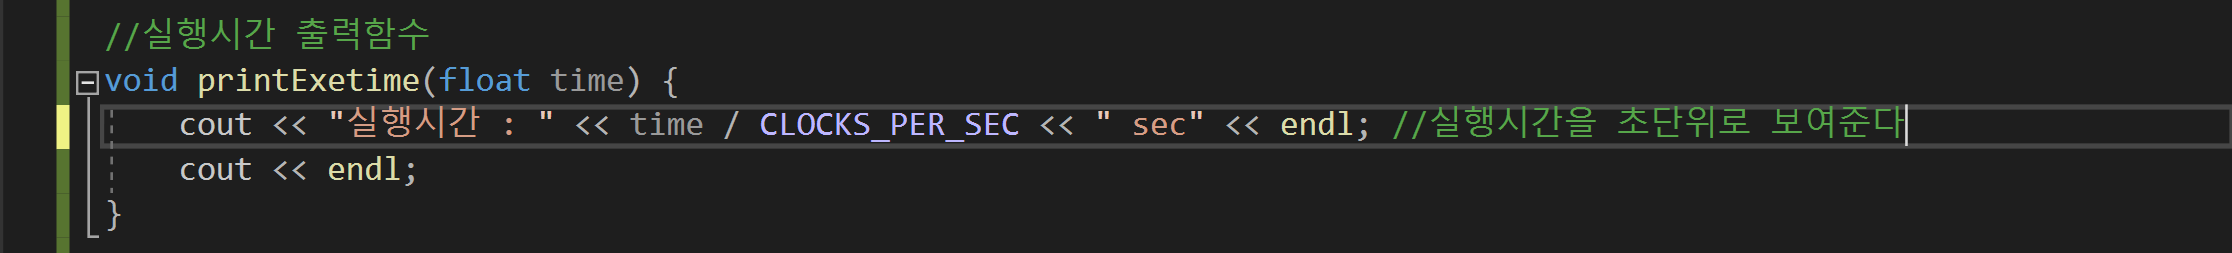 //실행시간 출력함수
void printExetime(float time) {
cout << "실행시간 : " << time / CLOCKS_PER_SEC << " sec" << endl; //실행시간을 초단위로 보여준다
cout << endl;
}